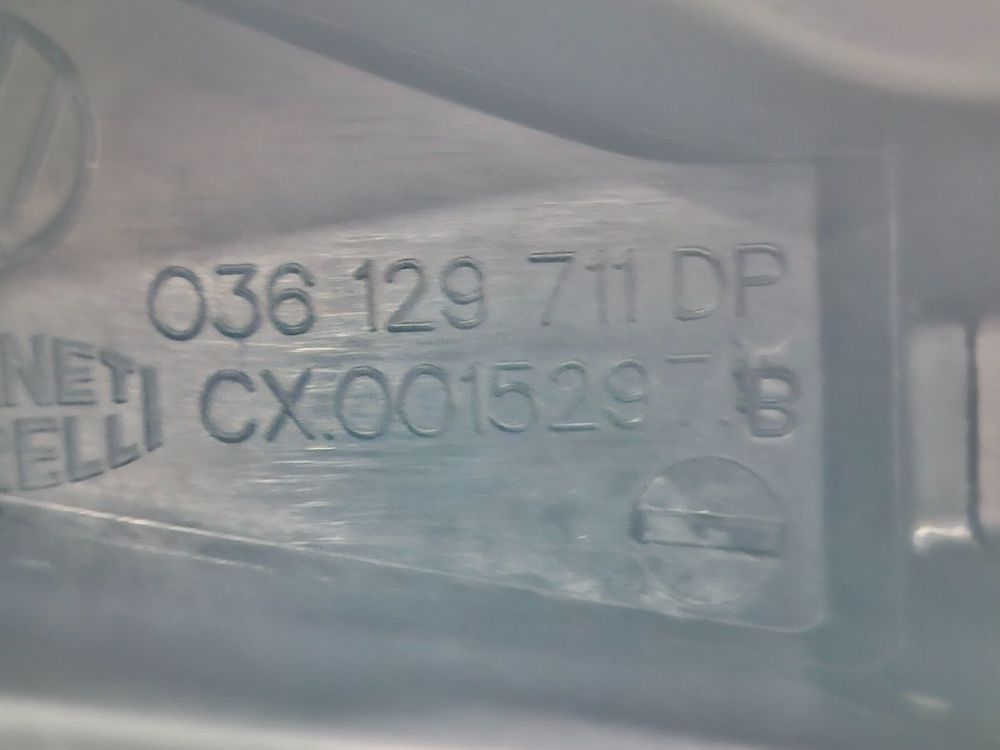 036 129 711 DP
NETI
CX.001529
ELLI
B